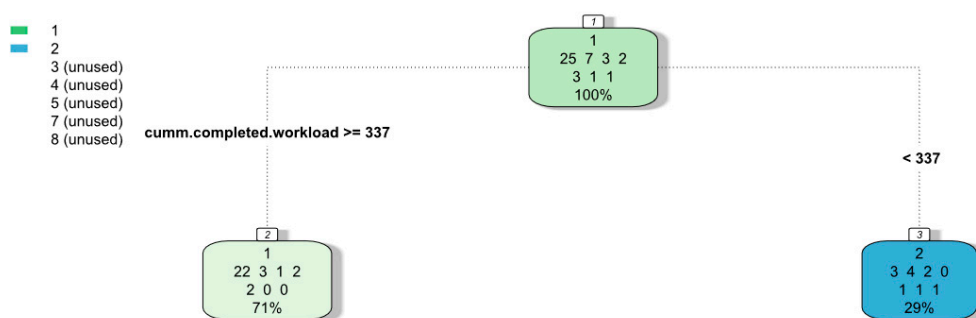 1
2
3 (unused)
4 (unused)
5 (unused)
7 (unused)
8 (unused)
1
1
25 7 3 2
3 1 1
100%
cumm.completed.workload >= 337
< 337
2
1
22 3 1 2
2 0 0
71%
3
2
3 4 2 0
1 1 1
29%